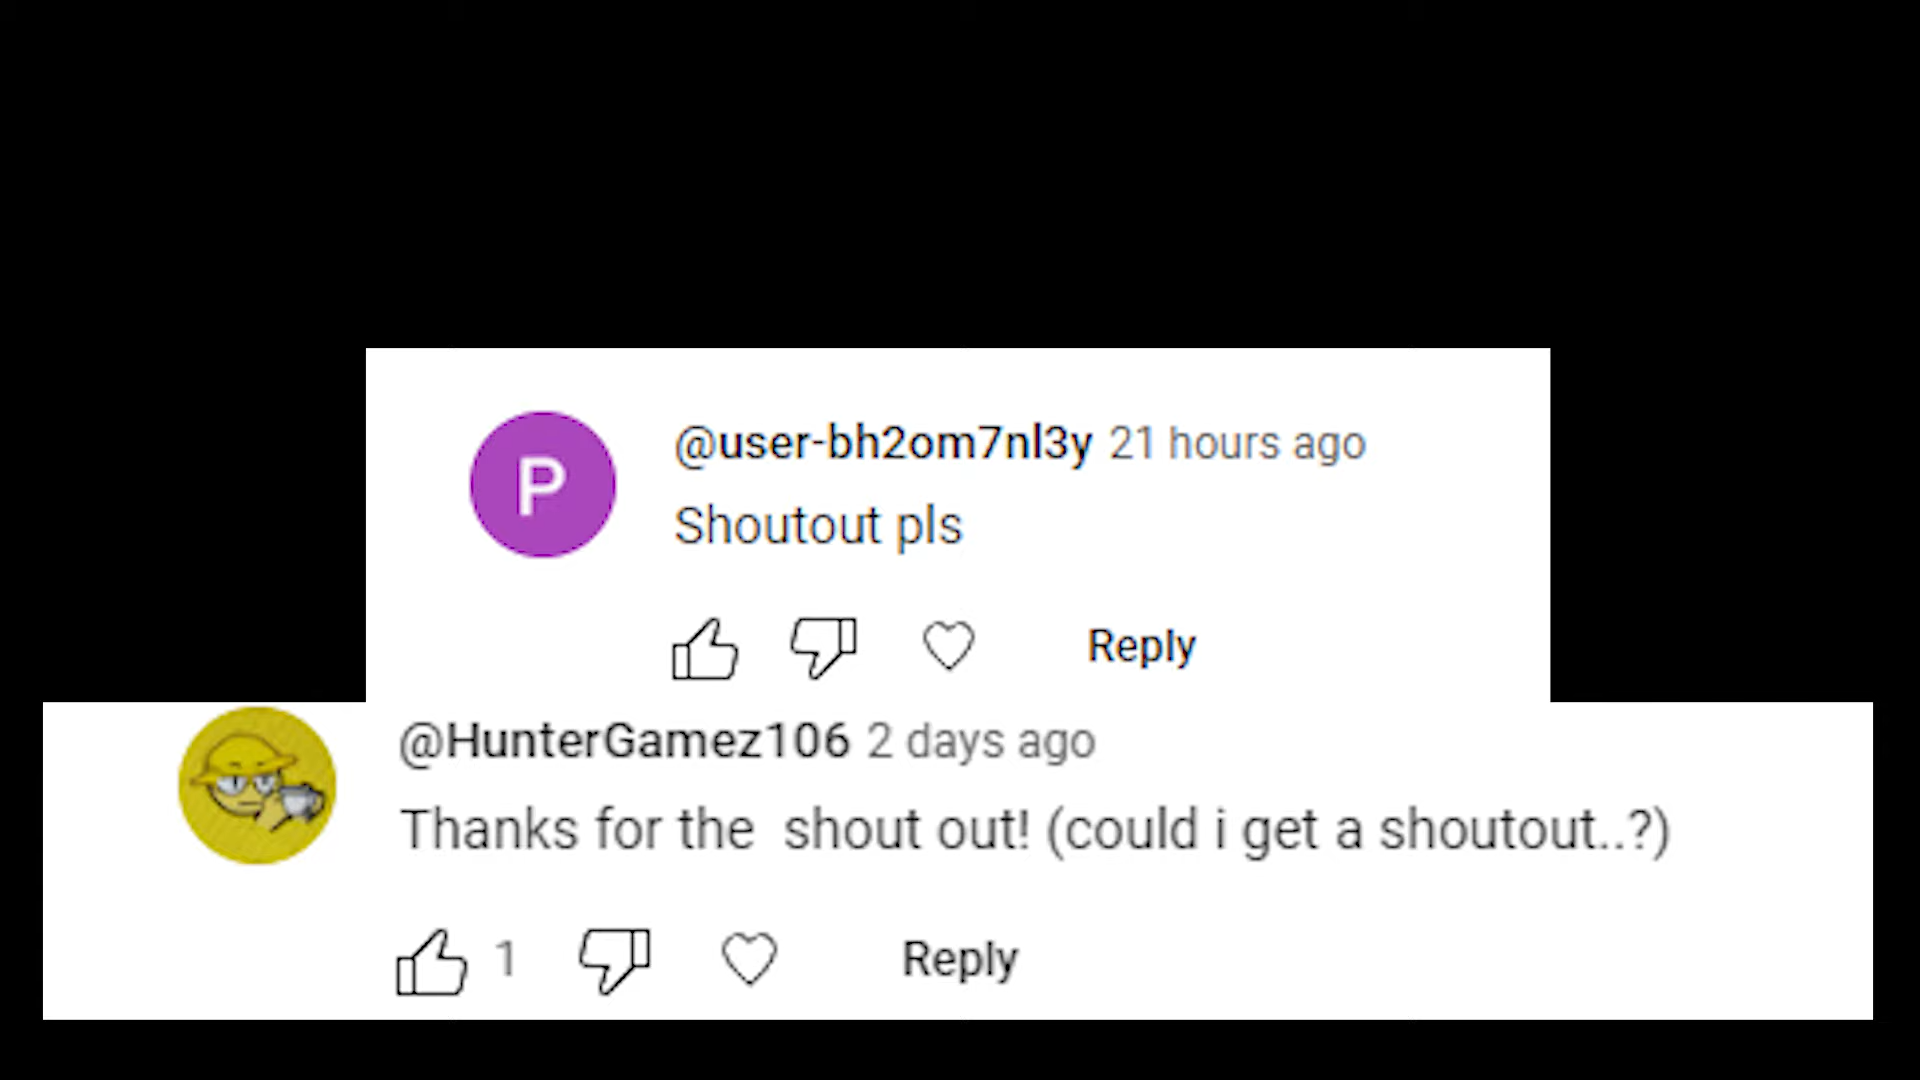 P
@user-bh2om7nl3y 21 hours ago
Shoutout pls
Reply
@HunterGamez106 2 days ago
Thanks for the  shout out! (could i get a shoutout..?)
1 Reply